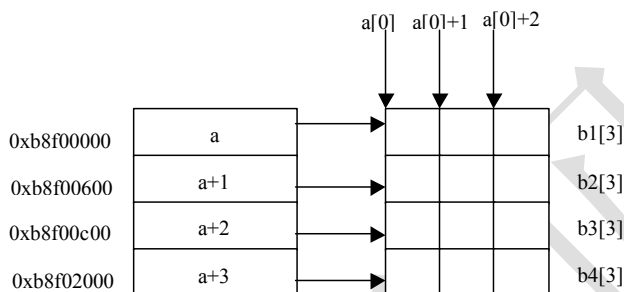 a[0] a[0]+1 a[0]+2
0xb8f00000 a b1[3]
0xb8f00600 a+1 b2[3]
0xb8f00c00 a+2 b3[3]
0xb8f02000 a+3 b4[3]